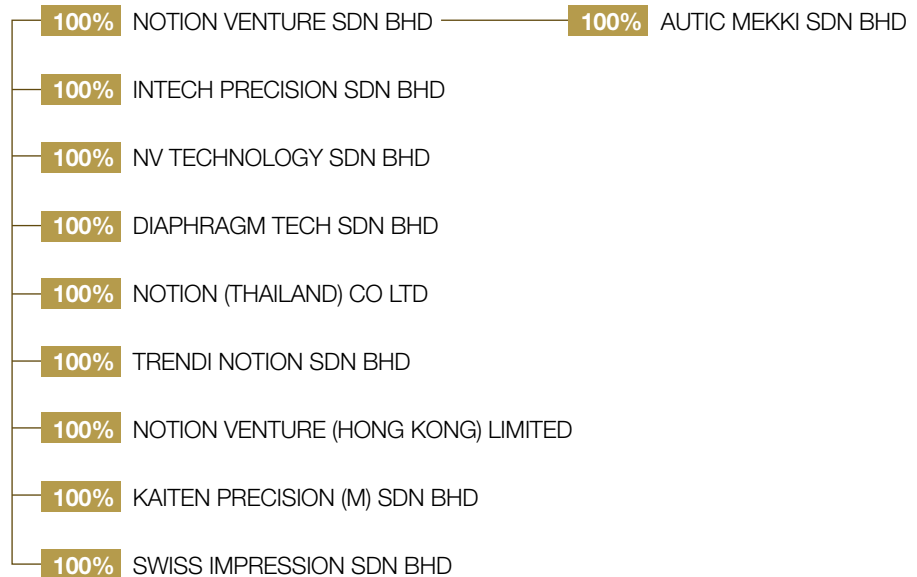 100% NOTION VENTURE SDN BHD 100% AUTIC MEKKI SDN BHD
100% INTECH PRECISION SDN BHD
100% NV TECHNOLOGY SDN BHD
100% DIAPHRAGM TECH SDN BHD
100% NOTION (THAILAND) CO LTD
100% TRENDI NOTION SDN BHD
100% NOTION VENTURE (HONG KONG) LIMITED
100% KAITEN PRECISION (M) SDN BHD
100% SWISS IMPRESSION SDN BHD